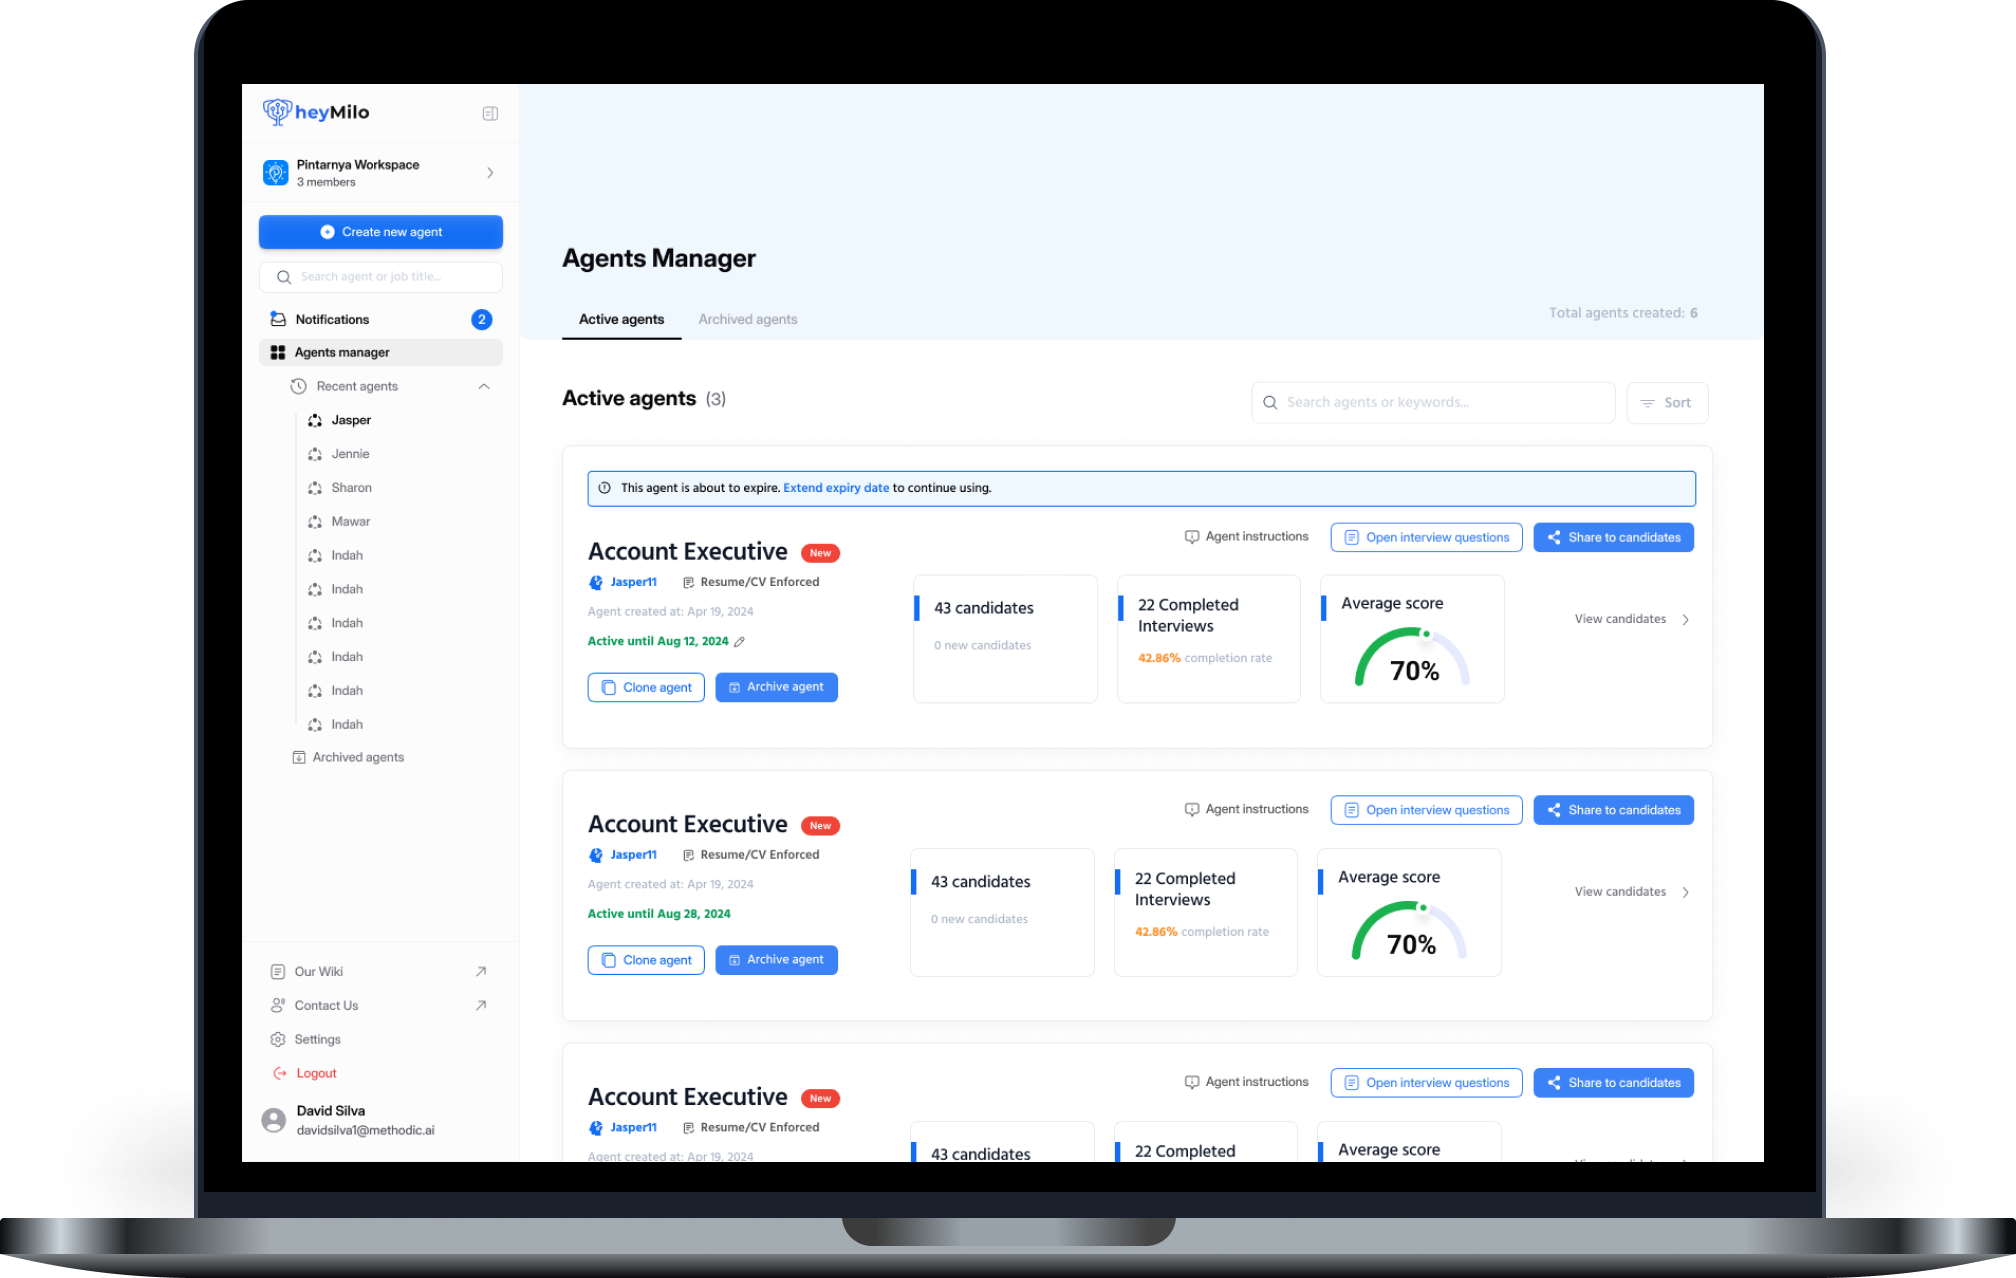 heyMilo
Pintarnya Workspace
3 members
Create new agent
Search agent or job title...
Notifications 2
Agents manager
Recent agents
Jasper
Jennie
Sharon
Mawar
Indah
Indah
Indah
Indah
Indah
Indah
Archived agents
Our Wiki
Contact Us
Settings
Logout
David Silva
davidsilva1@methodic.ai
Agents Manager
Active agents Archived agents
Total agents created: 6
Active agents (3)
Search agents or keywords...
Sort
This agent is about to expire. Extend expiry date to continue using.
Agent instructions Open interview questions Share to candidates
Account Executive New
Jasper11 Resume/CV Enforced
Agent created at: Apr 19, 2024
Active until Aug 12, 2024
Clone agent Archive agent
43 candidates
0 new candidates
22 Completed
Interviews
42.86% completion rate
Average score
70%
View candidates
Agent instructions Open interview questions Share to candidates
Account Executive New
Jasper11 Resume/CV Enforced
Agent created at: Apr 19, 2024
Active until Aug 28, 2024
Clone agent Archive agent
43 candidates
0 new candidates
22 Completed
Interviews
42.86% completion rate
Average score
70%
View candidates
Agent instructions Open interview questions Share to candidates
Account Executive New
Jasper11 Resume/CV Enforced
Agent created at: Apr 19, 2024
43 candidates
22 Completed
Average score